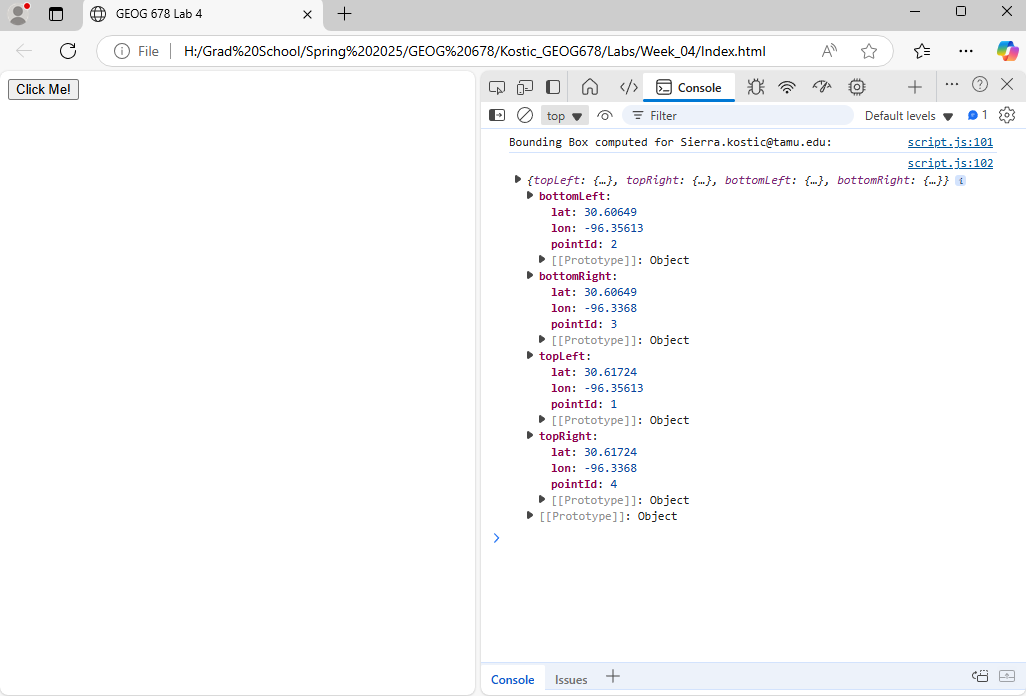 GEOG 678 Lab 4
File
H:/Grad%20School/Spring%202025/GEOG%20678/Kostic_GEOG678/Labs/Week_04/Index.html
Click Me!
Console
top
Filter
Default levels
1
Bounding Box computed for Sierra.kostic@tamu.edu: script.js:101
script.js:102
{topLeft: {…}, topRight: {…}, bottomLeft: {…}, bottomRight: {…}}
bottomLeft:
lat: 30.60649
lon: -96.35613
pointId: 2
[[Prototype]]: Object
bottomRight:
lat: 30.60649
lon: -96.3368
pointId: 3
[[Prototype]]: Object
topLeft:
lat: 30.61724
lon: -96.35613
pointId: 1
[[Prototype]]: Object
topRight:
lat: 30.61724
lon: -96.3368
pointId: 4
[[Prototype]]: Object
[[Prototype]]: Object
Console Issues